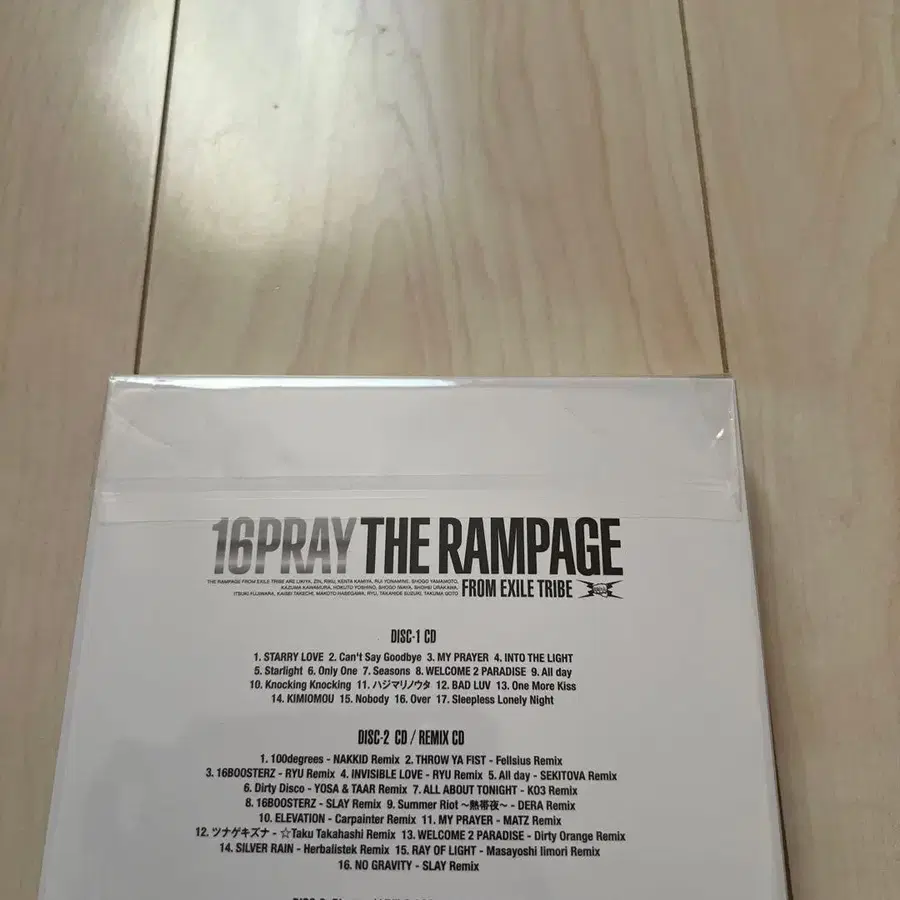 16PRAY THE RAMPAGE
THE RAMPAGE FROM EXILE TRIBE ARE LIKIYA, ZIN, RIKU, KENTA KAMIYA, RUI YONAMINE, SHOGO YAMAMOTO,
KAZUMA KAWAMURA, HOKUTO YOSHINO, SHOGO IWAYA, SHOHEI URAKAWA,
ITSUKI FUJIWARA, KAISEI TAKECHI, MAKOTO HASEGAWA, RYU, TAKAHIDE SUZUKI, TAKUMA GOTO
FROM EXILE TRIBE
DISC-1 CD
1. STARRY LOVE 2. Can't Say Goodbye 3. MY PRAYER 4. INTO THE LIGHT
5. Starlight 6. Only One 7. Seasons 8. WELCOME 2 PARADISE 9. All day
10. Knocking Knocking 11. ハジマリノウタ 12. BAD LUV 13. One More Kiss
14. KIMIOMOU 15. Nobody 16. Over 17. Sleepless Lonely Night
DISC-2 CD / REMIX CD
1. 100degrees - NAKKID Remix 2. THROW YA FIST - Fellsius Remix
3. 16BOOSTERZ - RYU Remix 4. INVISIBLE LOVE - RYU Remix 5. All day - SEKITOVA Remix
6. Dirty Disco - YOSA & TAAR Remix 7. ALL ABOUT TONIGHT - KO3 Remix
8. 16BOOSTERZ - SLAY Remix 9. Summer Riot ～熱帯夜～ - DERA Remix
10. ELEVATION - Carpainter Remix 11. MY PRAYER - MATZ Remix
12. ツナゲキズナ - ☆Taku Takahashi Remix 13. WELCOME 2 PARADISE - Dirty Orange Remix
14. SILVER RAIN - Herbalistek Remix 15. RAY OF LIGHT - Masayoshi Iimori Remix
16. NO GRAVITY - SLAY Remix